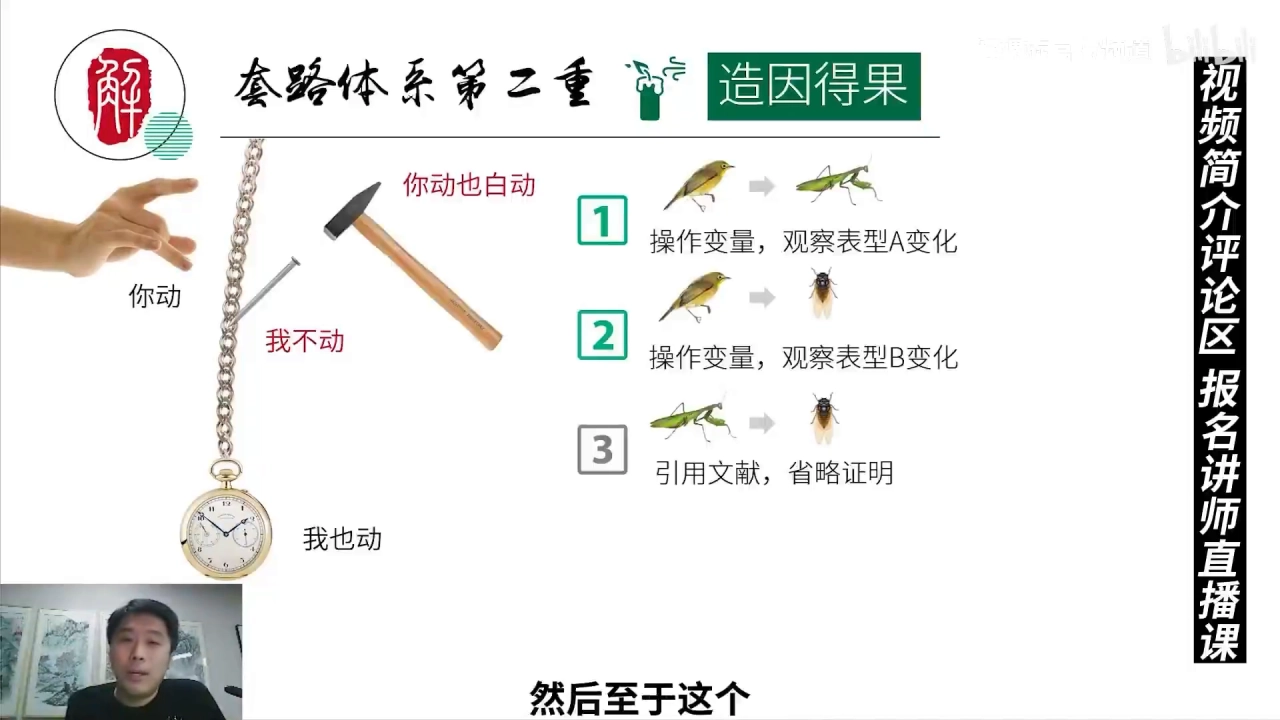 解
套路体系第二重
造因得果
bilibili
你动也白动
你动
我不动
我也动
1
操作变量，观察表型A变化
2
操作变量，观察表型B变化
3
引用文献，省略证明
视频简介评论区 报名讲师直播课
然后至于这个